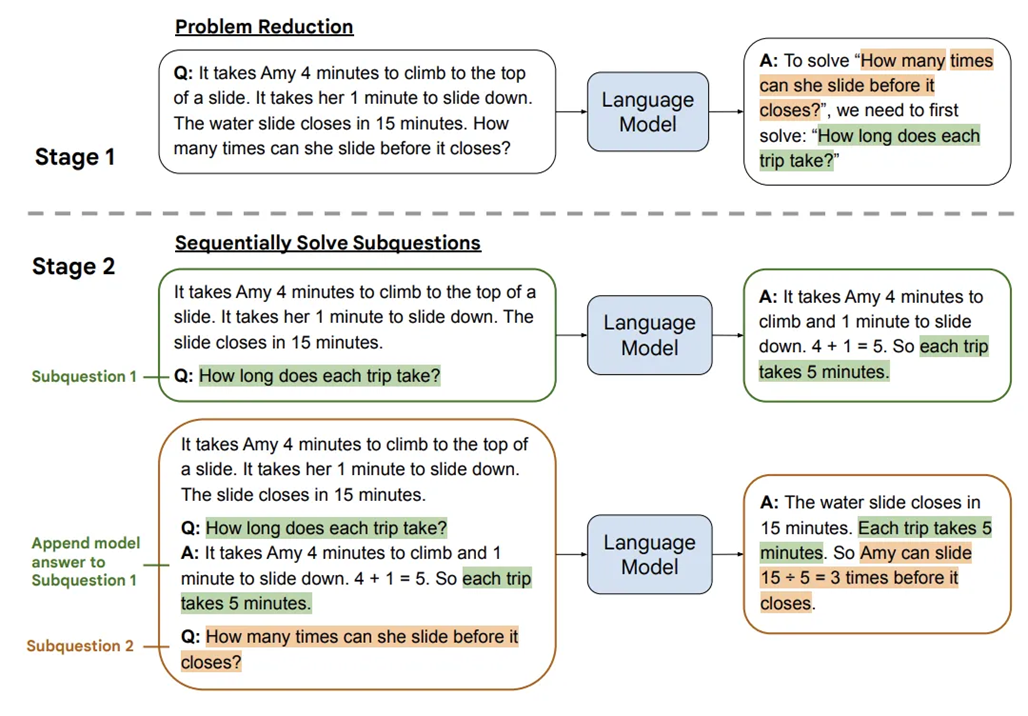 Problem Reduction
Stage 1
Q: It takes Amy 4 minutes to climb to the top
of a slide. It takes her 1 minute to slide down.
The water slide closes in 15 minutes. How
many times can she slide before it closes?
Language
Model
A: To solve “How many times
can she slide before it
closes?”, we need to first
solve: “How long does each
trip take?”
Sequentially Solve Subquestions
Stage 2
It takes Amy 4 minutes to climb to the top of a
slide. It takes her 1 minute to slide down. The
slide closes in 15 minutes.
Subquestion 1
Q: How long does each trip take?
Language
Model
A: It takes Amy 4 minutes to
climb and 1 minute to slide
down. 4 + 1 = 5. So each trip
takes 5 minutes.
It takes Amy 4 minutes to climb to the top of
a slide. It takes her 1 minute to slide down.
The slide closes in 15 minutes.
Q: How long does each trip take?
Append model
answer to
Subquestion 1
A: It takes Amy 4 minutes to climb and 1
minute to slide down. 4 + 1 = 5. So each trip
takes 5 minutes.
Subquestion 2
Q: How many times can she slide before it
closes?
Language
Model
A: The water slide closes in
15 minutes. Each trip takes 5
minutes. So Amy can slide
15 ÷ 5 = 3 times before it
closes.